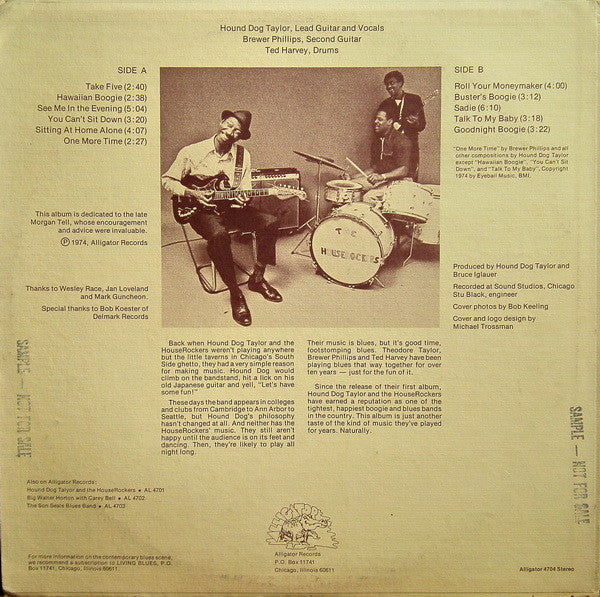 Hound Dog Taylor, Lead Guitar and Vocals
Brewer Phillips, Second Guitar
Ted Harvey, Drums
SIDE A
Take Five (2:40)
Hawaiian Boogie (2:38)
See Me in the Evening (5:04)
You Can't Sit Down (3:20)
Sitting At Home Alone (4:07)
One More Time (2:27)
SIDE B
Roll Your Moneymaker (4:00)
Buster's Boogie (3:12)
Sadie (6:10)
Talk To My Baby (3:18)
Goodnight Boogie (3:22)
"One More Time" by Brewer Phillips and all
other compositions by Hound Dog Taylor
except "Hawaiian Boogie", "You Can't Sit
Down", and "Talk To My Baby". Copyright
1974 by Eyeball Music, BMI.
This album is dedicated to the late
Morgan Tell, whose encouragement
and advice were invaluable.
Ⓟ 1974, Alligator Records
Thanks to Wesley Race, Jan Loveland
and Mark Guncheon.
Special thanks to Bob Koester of
Delmark Records
THE
HOUSEROCKERS
Produced by Hound Dog Taylor and
Bruce Iglauer
Recorded at Sound Studios, Chicago
Stu Black, engineer
Cover photos by Bob Keeling
Cover and logo design by
Michael Trossman
Back when Hound Dog Taylor and the
HouseRockers weren't playing anywhere
but the little taverns in Chicago's South
Side ghetto, they had a very simple reason
for making music. Hound Dog would
climb on the bandstand, hit a lick on his
old Japanese guitar and yell, "Let's have
some fun!"
These days the band appears in colleges
and clubs from Cambridge to Ann Arbor to
Seattle, but Hound Dog's philosophy
hasn't changed at all. And neither has the
HouseRockers' music. They still aren't
happy until the audience is on its feet and
dancing. Then, they're likely to play all
night long.
Their music is blues, but it's good time,
footstomping blues. Theodore Taylor,
Brewer Phillips and Ted Harvey have been
playing blues that way together for over
ten years — just for the fun of it.
Since the release of their first album,
Hound Dog Taylor and the HouseRockers
have earned a reputation as one of the
tightest, happiest boogie and blues bands
in the country. This album is just another
taste of the kind of music they've played
for years. Naturally.
SAMPLE — NOT FOR SALE
SAMPLE — NOT FOR SALE
Also on Alligator Records:
Hound Dog Taylor and the HouseRockers ★ AL 4701
Big Walter Horton with Carey Bell ★ AL 4702
The Son Seals Blues Band ★ AL 4703
For more information on the contemporary blues scene,
we recommend a subscription to LIVING BLUES, P.O.
Box 11741, Chicago, Illinois 60611.
ALLIGATOR
Alligator Records
P.O. Box 11741
Chicago, Illinois 60611
Alligator 4704 Stereo